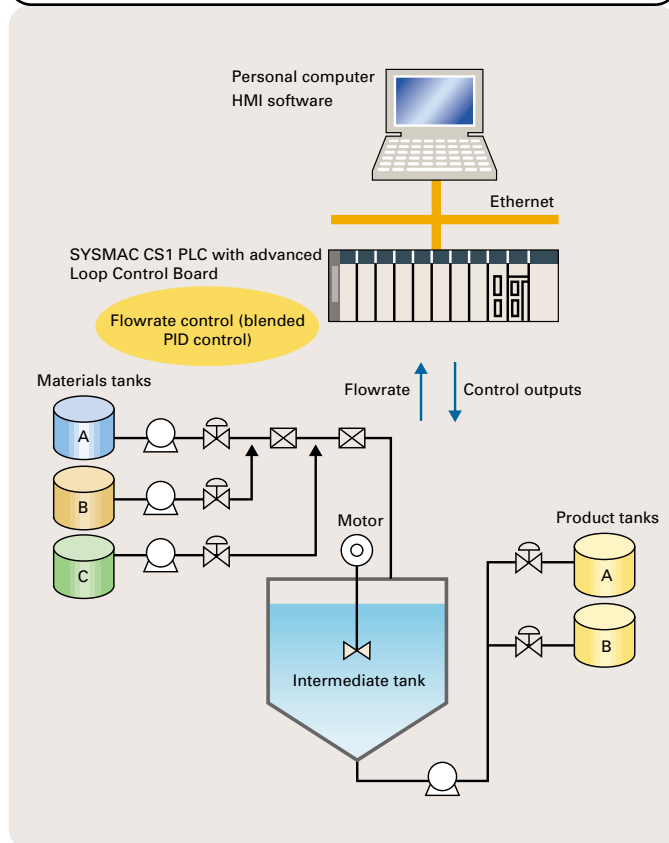 Personal computer
HMI software
Ethernet
SYSMAC CS1 PLC with advanced
Loop Control Board
Flowrate control (blended
PID control)
Flowrate
Control outputs
Materials tanks
A
B
C
Motor
Product tanks
A
B
Intermediate tank